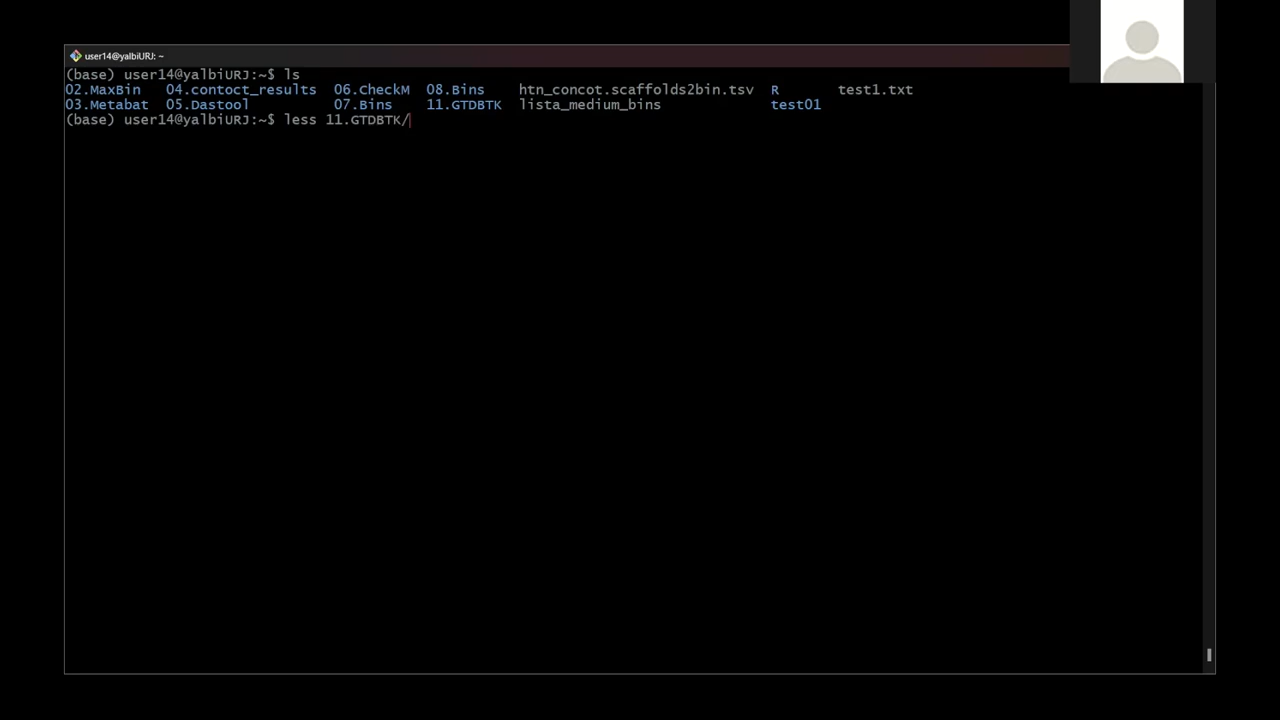 user14@yalbiURJ: ~
(base) user14@yalbiURJ:~$ ls
02.MaxBin 04.contoct_results 06.CheckM 08.Bins htn_concot.scaffolds2bin.tsv R test1.txt
03.Metabat 05.Dastool 07.Bins 11.GTDBTK lista_medium_bins test01
(base) user14@yalbiURJ:~$ less 11.GTDBTK/